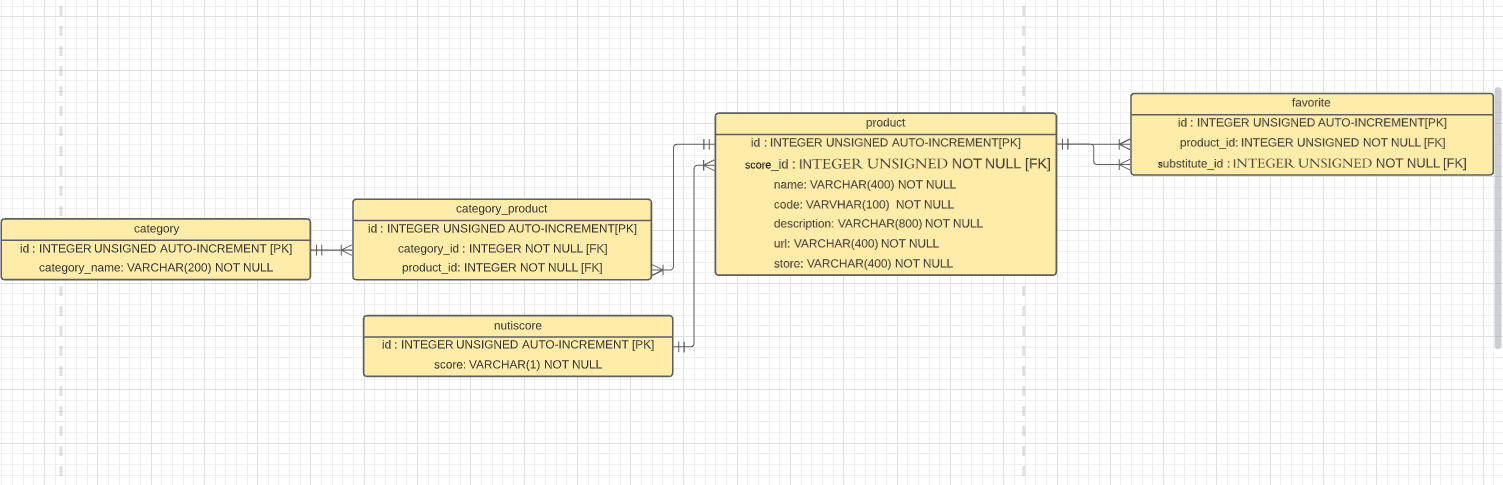 category
id : INTEGER UNSIGNED AUTO-INCREMENT [PK]
category_name: VARCHAR(200) NOT NULL
category_product
id : INTEGER UNSIGNED AUTO-INCREMENT[PK]
category_id : INTEGER NOT NULL [FK]
product_id: INTEGER NOT NULL [FK]
nutiscore
id : INTEGER UNSIGNED AUTO-INCREMENT [PK]
score: VARCHAR(1) NOT NULL
product
id : INTEGER UNSIGNED AUTO-INCREMENT[PK]
score_id : INTEGER UNSIGNED NOT NULL [FK]
name: VARCHAR(400) NOT NULL
code: VARVHAR(100) NOT NULL
description: VARCHAR(800) NOT NULL
url: VARCHAR(400) NOT NULL
store: VARCHAR(400) NOT NULL
favorite
id : INTEGER UNSIGNED AUTO-INCREMENT[PK]
product_id: INTEGER UNSIGNED NOT NULL [FK]
substitute_id : INTEGER UNSIGNED NOT NULL [FK]